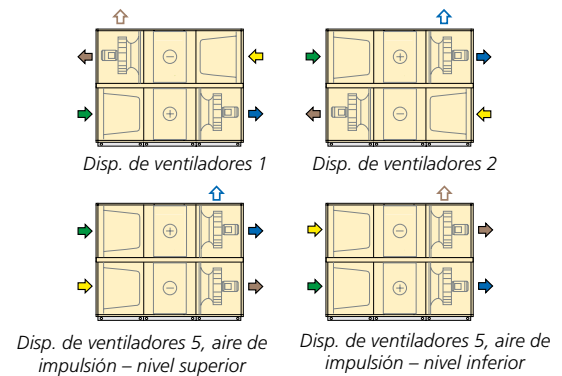 Disp. de ventiladores 1
Disp. de ventiladores 2
Disp. de ventiladores 5, aire de
impulsión – nivel superior
Disp. de ventiladores 5, aire de
impulsión – nivel inferior